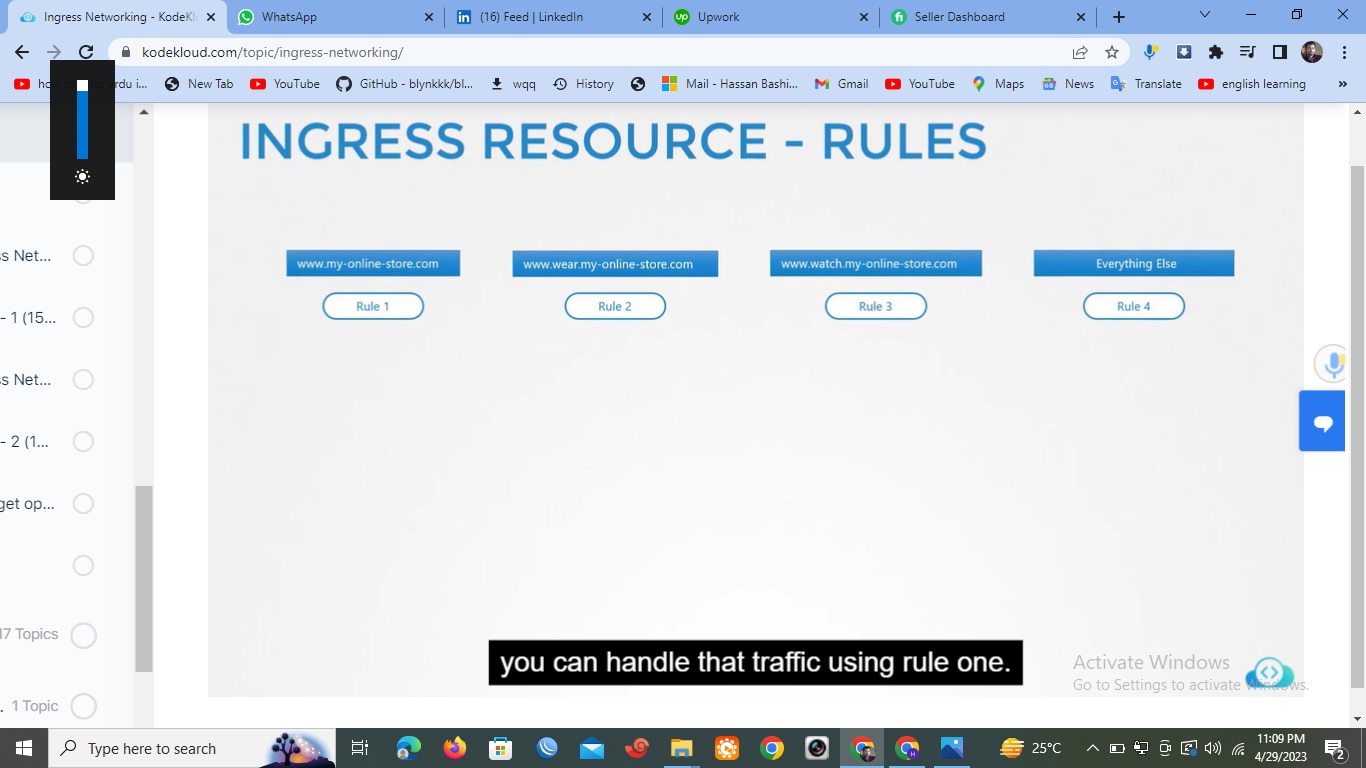 Ingress Networking - KodeKl
WhatsApp
(16) Feed | LinkedIn
Upwork
Seller Dashboard
kodekloud.com/topic/ingress-networking/
urdu i...
New Tab
YouTube
GitHub - blynkkk/bl...
wqq
History
Mail - Hassan Bashi...
Gmail
YouTube
Maps
News
Translate
english learning
»
INGRESS RESOURCE - RULES
www.my-online-store.com
www.wear.my-online-store.com
www.watch.my-online-store.com
Everything Else
Rule 1
Rule 2
Rule 3
Rule 4
s Net...
- 1 (15...
ss Net...
- 2 (1...
get op...
17 Topics
. 1 Topic
you can handle that traffic using rule one.
Activate Windows
Go to Settings to activate Windows.
Type here to search
25°C
11:09 PM
4/29/2023
2